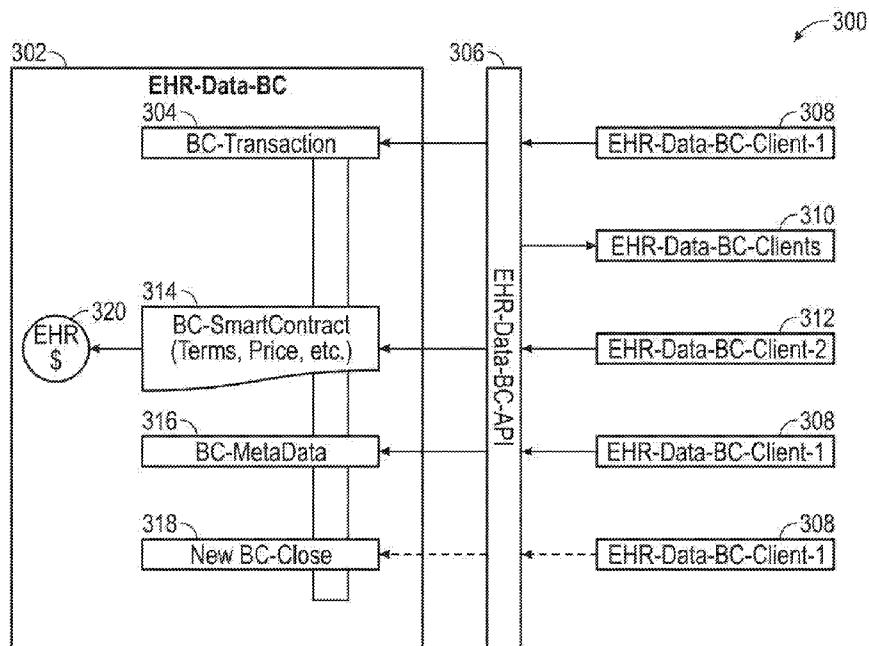 300
302
306
EHR-Data-BC
304
308
BC-Transaction
EHR-Data-BC-Client-1
310
EHR-Data-BC-Clients
314
320
312
EHR
$
BC-SmartContract
(Terms, Price, etc.)
EHR-Data-BC-Client-2
EHR-Data-BC-API
316
308
BC-MetaData
EHR-Data-BC-Client-1
318
308
New BC-Close
EHR-Data-BC-Client-1